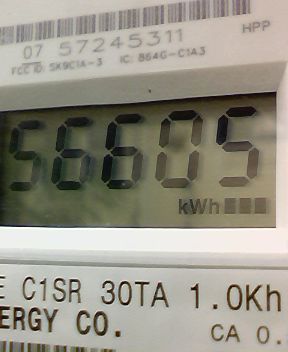 07 57245311 HPP
FCC ID: SK9C1A-3 IC: 864G-C1A3
56605
kWh
E C1SR 30TA 1.0Kh
ERGY CO. CA 0.